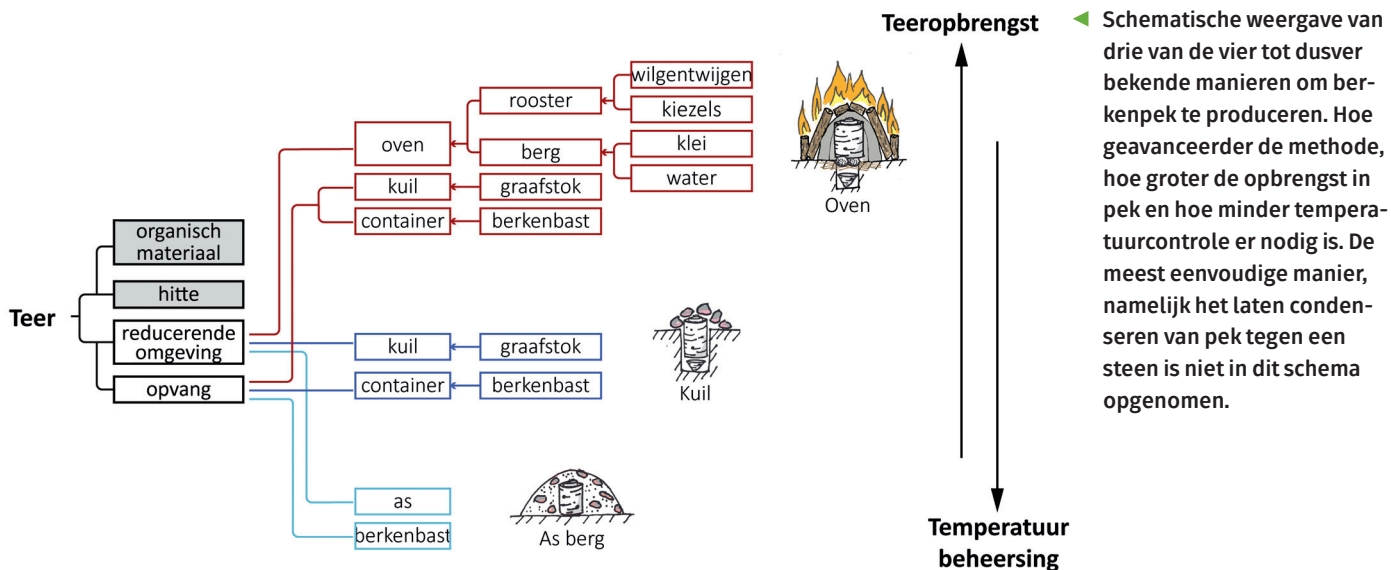 Teeropbrengst
wilgentwijgen
rooster
kiezels
oven
klei
berg
water
kuil
graafstok
Oven
container
berkenbast
organisch
materiaal
hitte
Teer
reducerende
omgeving
opvang
kuil
graafstok
container
berkenbast
Kuil
as
berkenbast
As berg
Temperatuur
beheersing
◄ Schematische weergave van
drie van de vier tot dusver
bekende manieren om ber-
kenpek te produceren. Hoe
geavanceerder de methode,
hoe groter de opbrengst in
pek en hoe minder tempera-
tuurcontrole er nodig is. De
meest eenvoudige manier,
namelijk het laten conden-
seren van pek tegen een
steen is niet in dit schema
opgenomen.